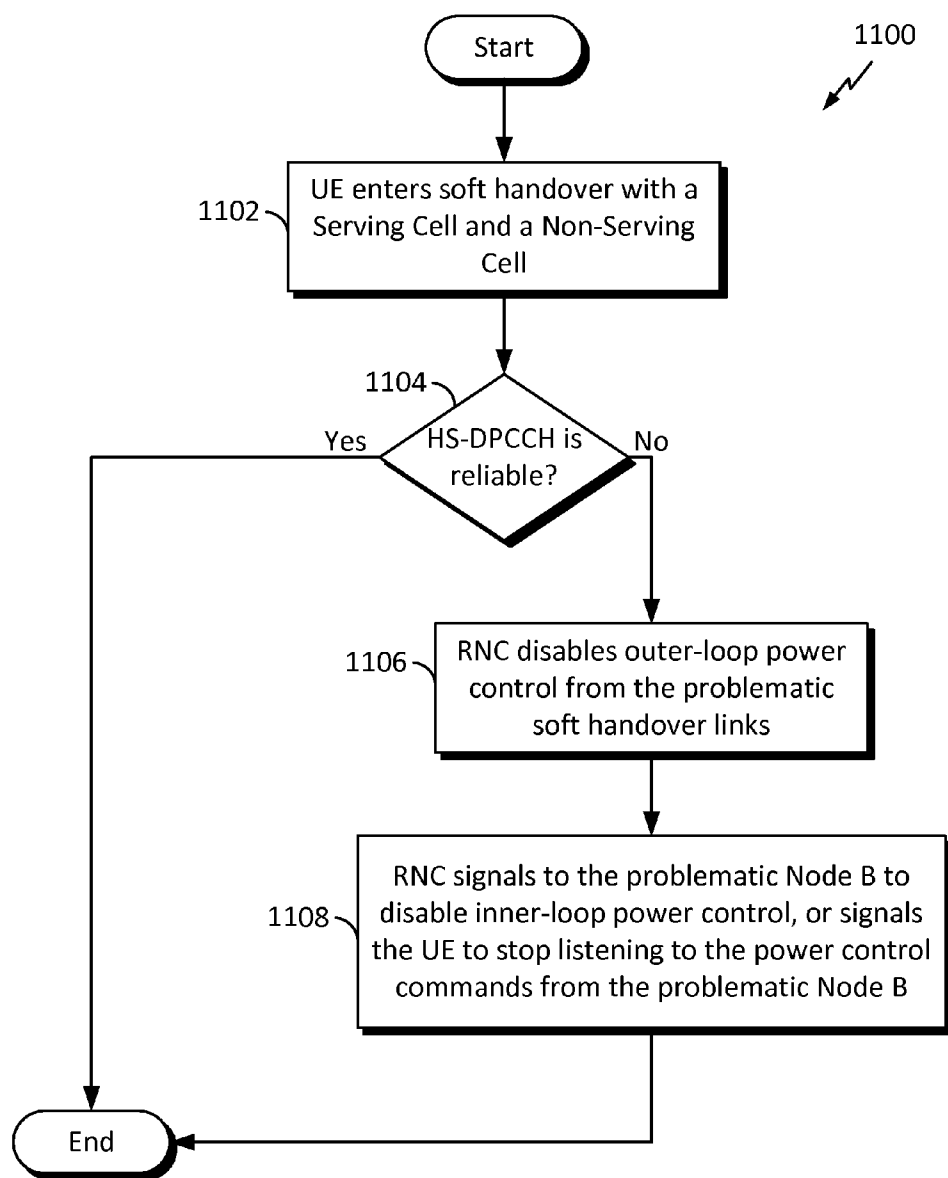 Start
1100
UE enters soft handover with a
Serving Cell and a Non-Serving
Cell
1102
1104
HS-DPCCH is
reliable?
Yes
No
RNC disables outer-loop power
control from the problematic
soft handover links
1106
RNC signals to the problematic Node B to
disable inner-loop power control, or signals
the UE to stop listening to the power control
commands from the problematic Node B
1108
End